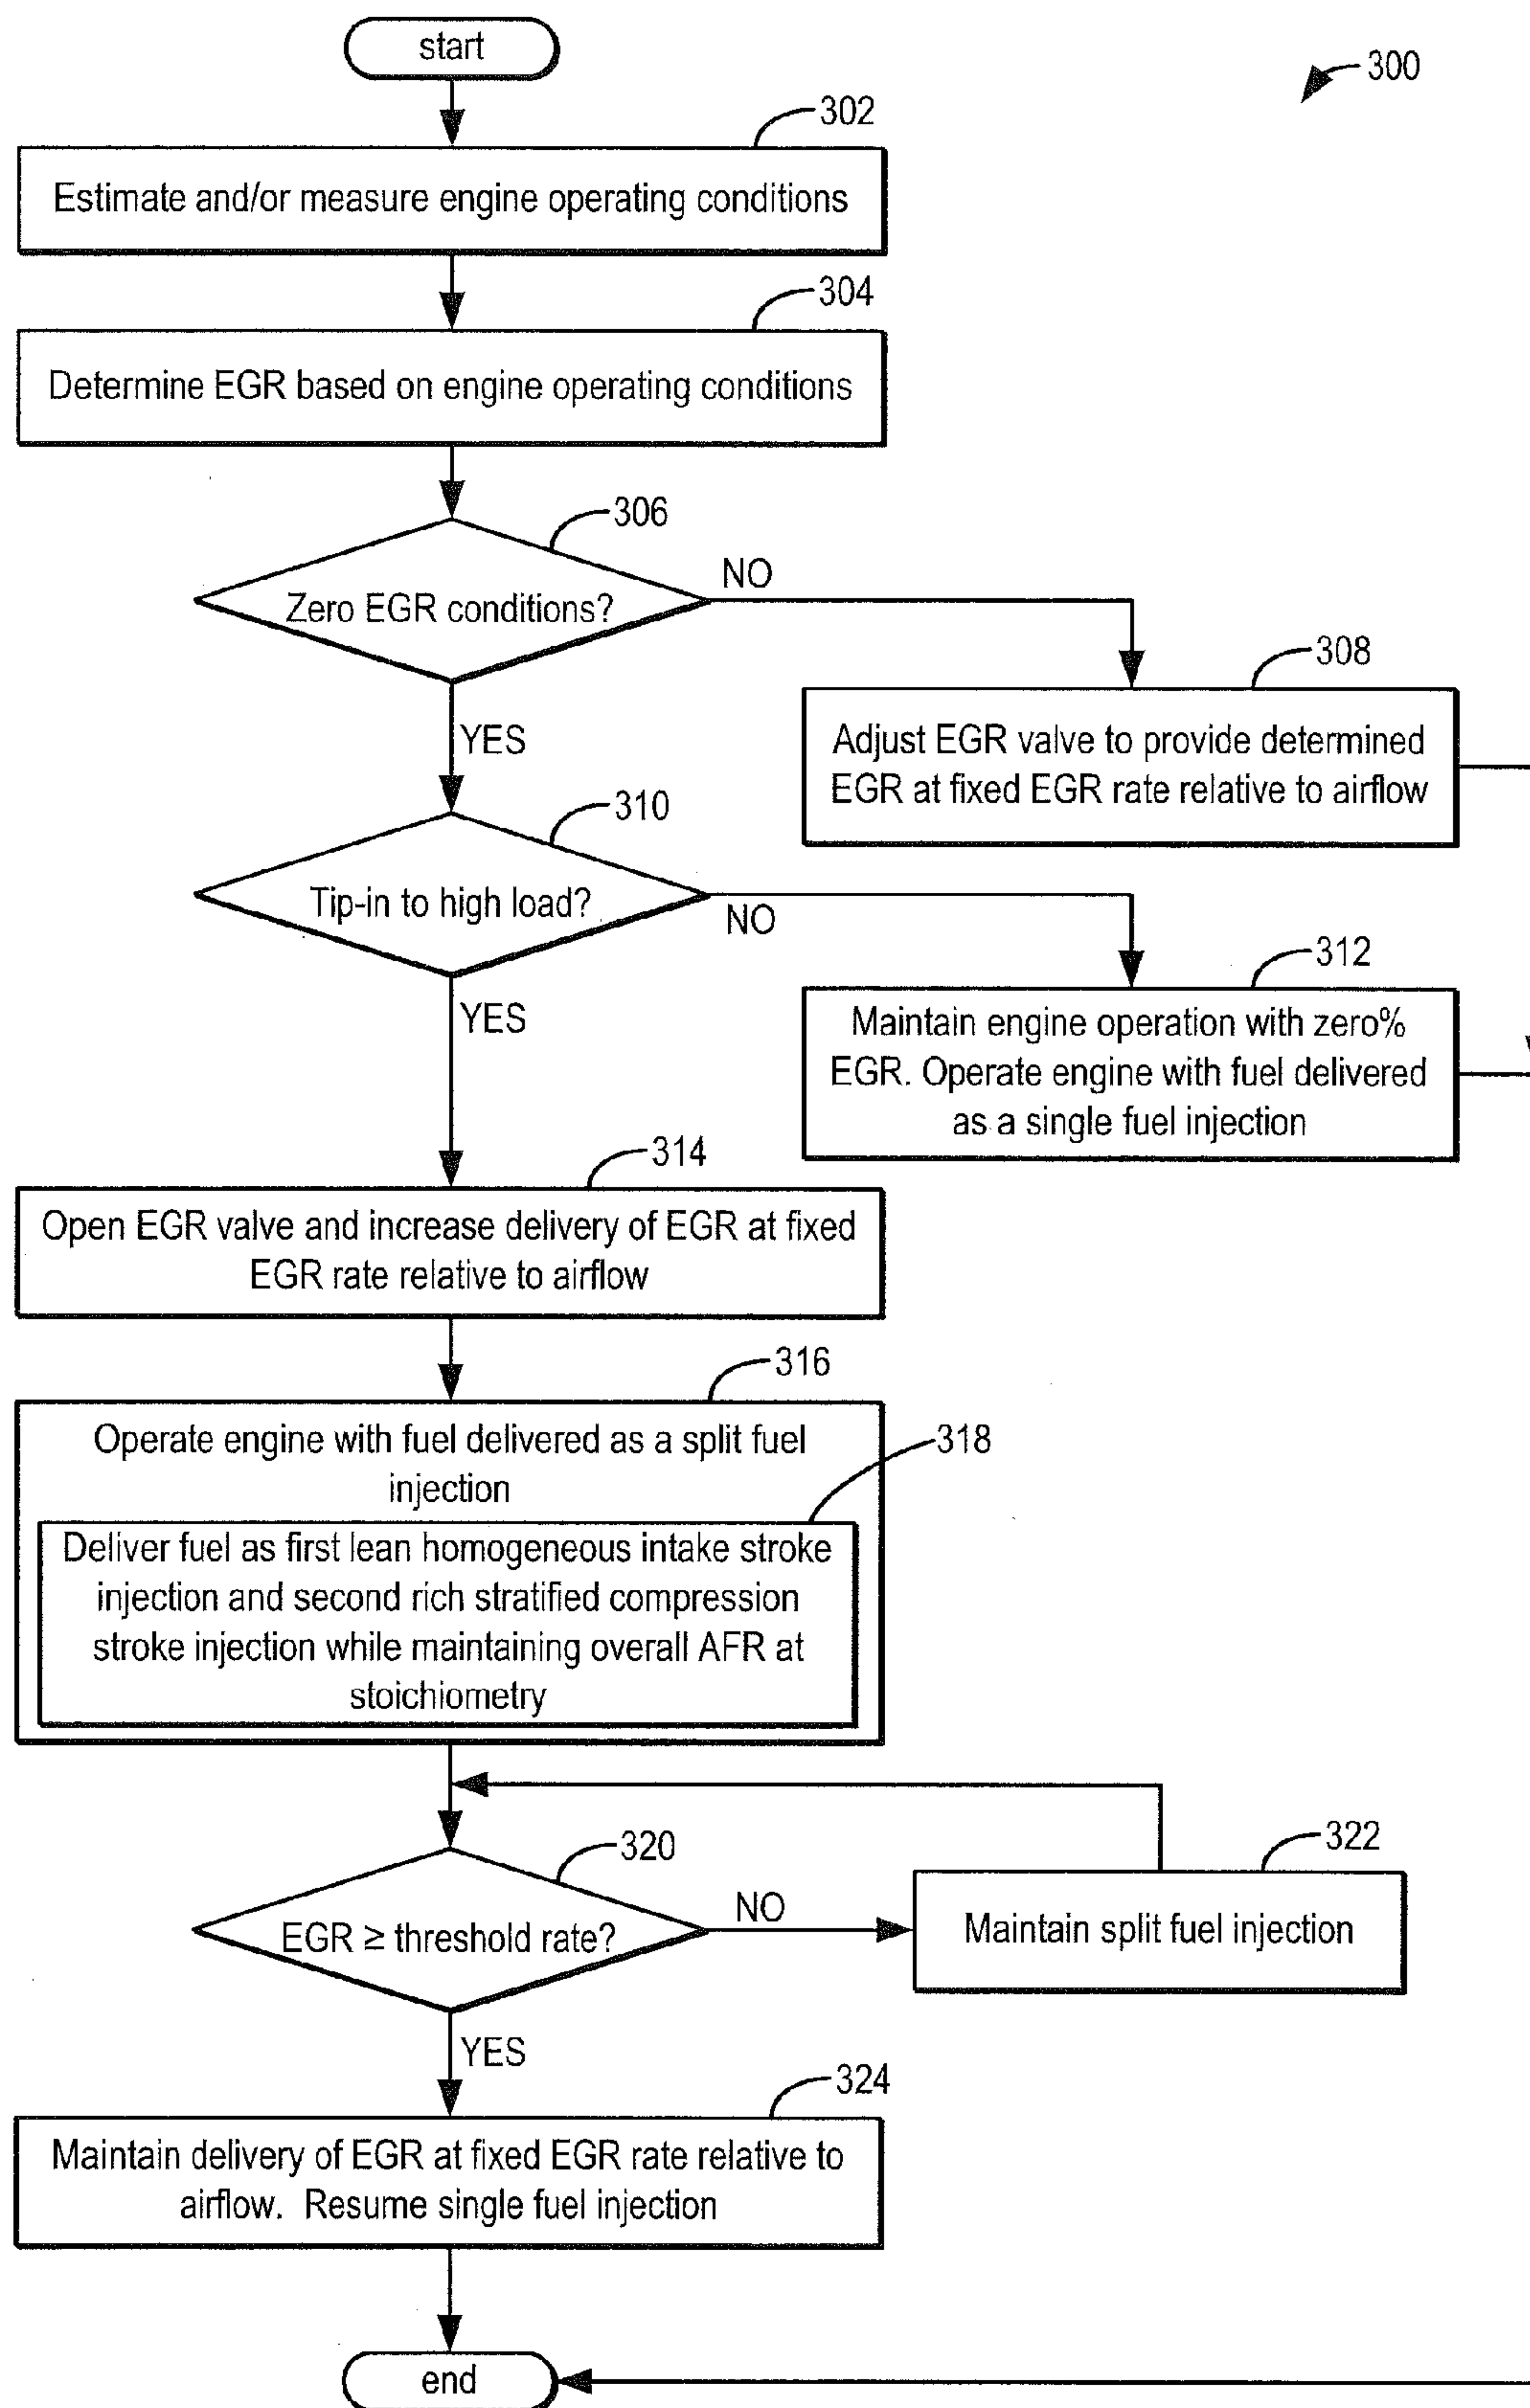 start
300
302
Estimate and/or measure engine operating conditions
304
Determine EGR based on engine operating conditions
306
Zero EGR conditions?
NO
YES
308
Adjust EGR valve to provide determined
EGR at fixed EGR rate relative to airflow
310
Tip-in to high load?
NO
YES
312
Maintain engine operation with zero%
EGR. Operate engine with fuel delivered
as a single fuel injection
314
Open EGR valve and increase delivery of EGR at fixed
EGR rate relative to airflow
316
Operate engine with fuel delivered as a split fuel
injection
318
Deliver fuel as first lean homogeneous intake stroke
injection and second rich stratified compression
stroke injection while maintaining overall AFR at
stoichiometry
320
EGR ≥ threshold rate?
NO
322
Maintain split fuel injection
YES
324
Maintain delivery of EGR at fixed EGR rate relative to
airflow. Resume single fuel injection
end